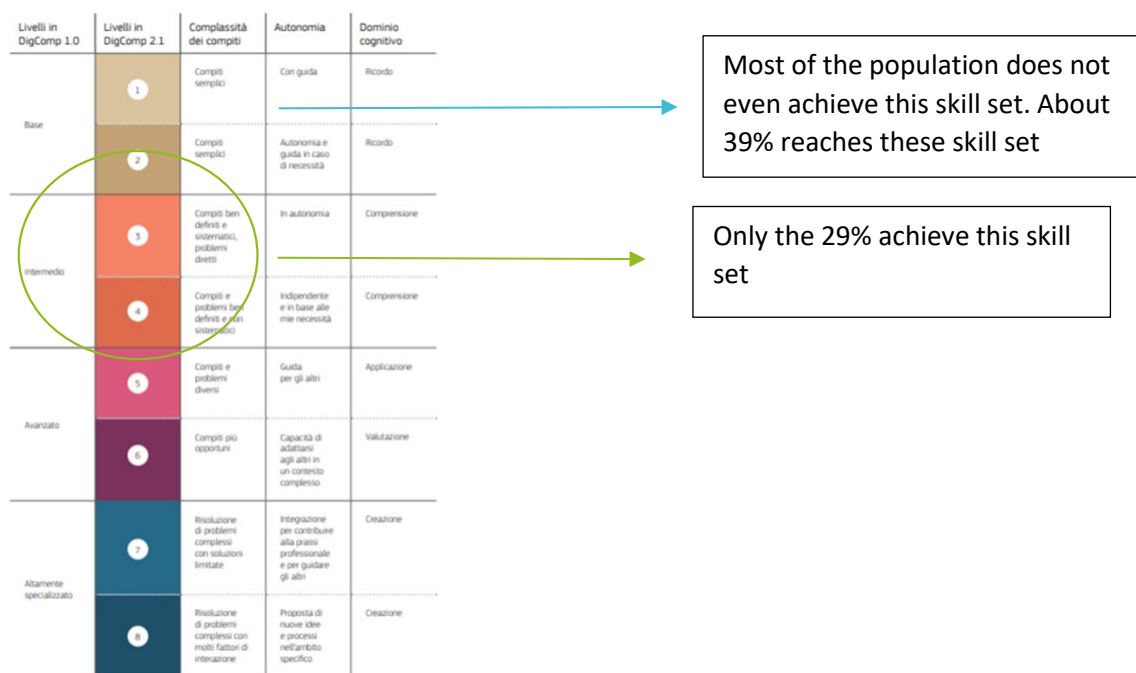 Livelli in
DigComp 1.0
Livelli in
DigComp 2.1
Complassità
dei compiti
Autonomia
Dominio
cognitivo
Base
1
Compiti
semplici
Con guida
Ricordo
2
Compiti
semplici
Autonomia e
guida in caso
di necessità
Ricordo
Intermedio
3
Compiti ben
definiti e
sistematici,
problemi
diretti
In autonomia
Comprensione
4
Compiti e
problemi ben
definiti e non
sistematici
Indipendente
e in base alle
mie necessità
Comprensione
Avanzato
5
Compiti e
problemi
diversi
Guida
per gli altri
Applicazione
6
Compiti più
opportuni
Capacità di
adattarsi
agli altri in
un contesto
complesso
Valutazione
Altamente
specializzato
7
Risoluzione
di problemi
complessi
con soluzioni
limitate
Integrazione
per contribuire
alla prassi
professionale
e per guidare
gli altri
Creazione
8
Risoluzione
di problemi
complessi con
molti fattori di
interazione
Proposta di
nuove idee
e processi
nell'ambito
specifico
Creazione
Most of the population does not
even achieve this skill set. About
39% reaches these skill set
Only the 29% achieve this skill
set